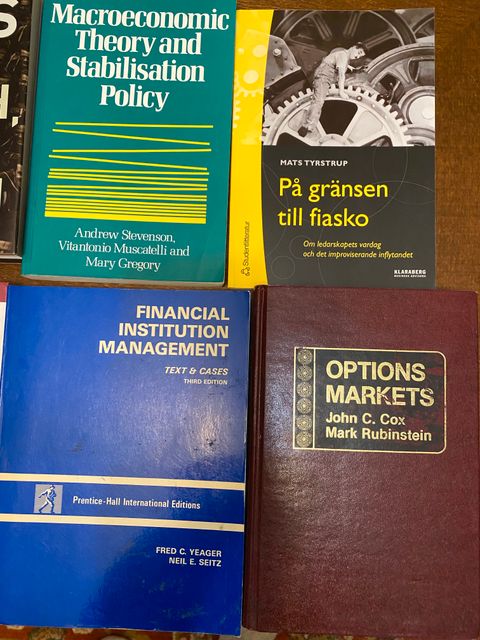 Macroeconomic
Theory and
Stabilisation
Policy
Andrew Stevenson,
Vitantonio Muscatelli and
Mary Gregory
MATS TYRSTRUP
På gränsen
till fiasko
Om ledarskapets vardag
och det improviserande inflytandet
Studentlitteratur
KLARABERG
BUSINESS ADVISORS
FINANCIAL
INSTITUTION
MANAGEMENT
TEXT & CASES
THIRD EDITION
Prentice-Hall International Editions
FRED C. YEAGER
NEIL E. SEITZ
OPTIONS
MARKETS
John C. Cox
Mark Rubinstein